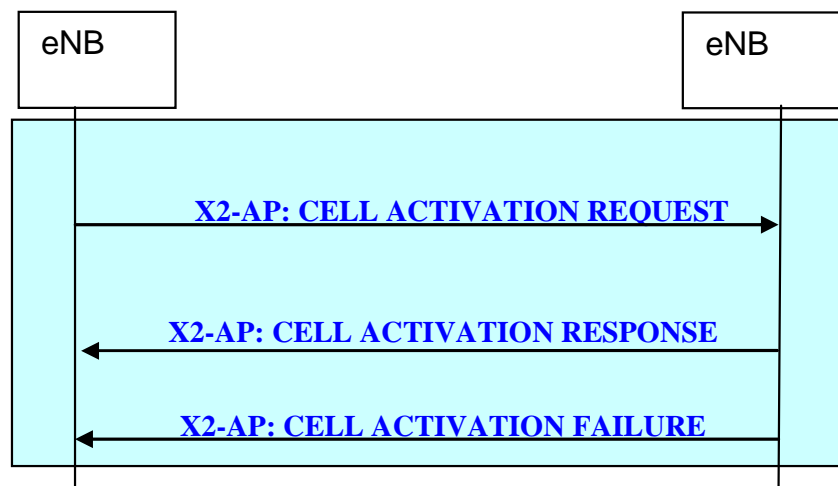 eNB
eNB
X2-AP: CELL ACTIVATION REQUEST
X2-AP: CELL ACTIVATION RESPONSE
X2-AP: CELL ACTIVATION FAILURE